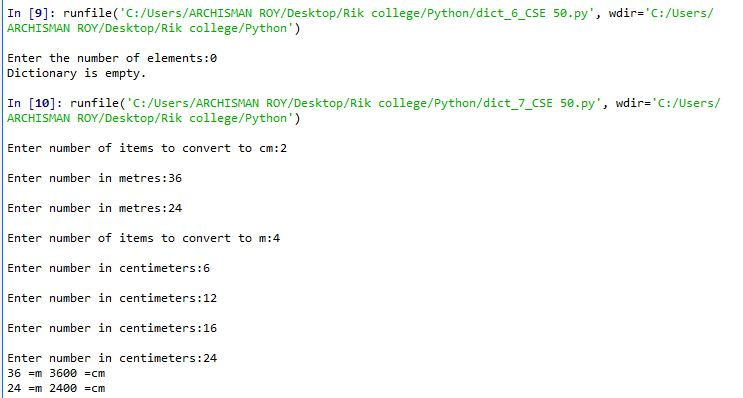 In [9]: runfile('C:/Users/ARCHISMAN ROY/Desktop/Rik college/Python/dict_6_CSE 50.py', wdir='C:/Users/
ARCHISMAN ROY/Desktop/Rik college/Python')
Enter the number of elements:0
Dictionary is empty.
In [10]: runfile('C:/Users/ARCHISMAN ROY/Desktop/Rik college/Python/dict_7_CSE 50.py', wdir='C:/Users/
ARCHISMAN ROY/Desktop/Rik college/Python')
Enter number of items to convert to cm:2
Enter number in metres:36
Enter number in metres:24
Enter number of items to convert to m:4
Enter number in centimeters:6
Enter number in centimeters:12
Enter number in centimeters:16
Enter number in centimeters:24
36 =m 3600 =cm
24 =m 2400 =cm